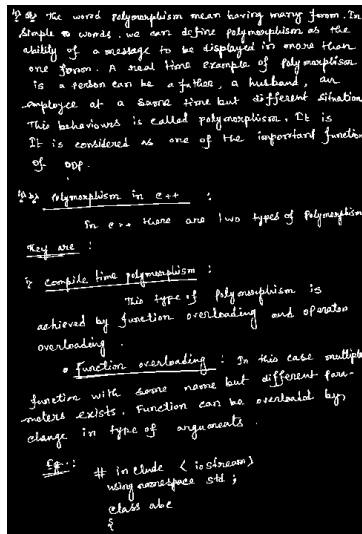 1) a) The word Polymorphism mean having many forom. In
Simple words, we can define polymorphism as the
ability of a message to be displayed in more than
one forom. A real time example of polymorphism
is a person can be a father, a husband, an
employee at a same time but different situation
This behaviours is called polymorphism. It is
It is considered as one of the important function
of OOP.
1) b) Polymorphism in c++ :
In c++ there are two types of Polymorphism
They are :
i) Compile time polymorphism :
This type of polymorphism is
achieved by function overloading and operator
overloading.
• Function overloading : In this case multiple
function with same name but different para-
meters exists. Function can be overloaded by,
change in type of arguments.
Eg. :
# include <iostream>
using namespace std ;
class abc
{